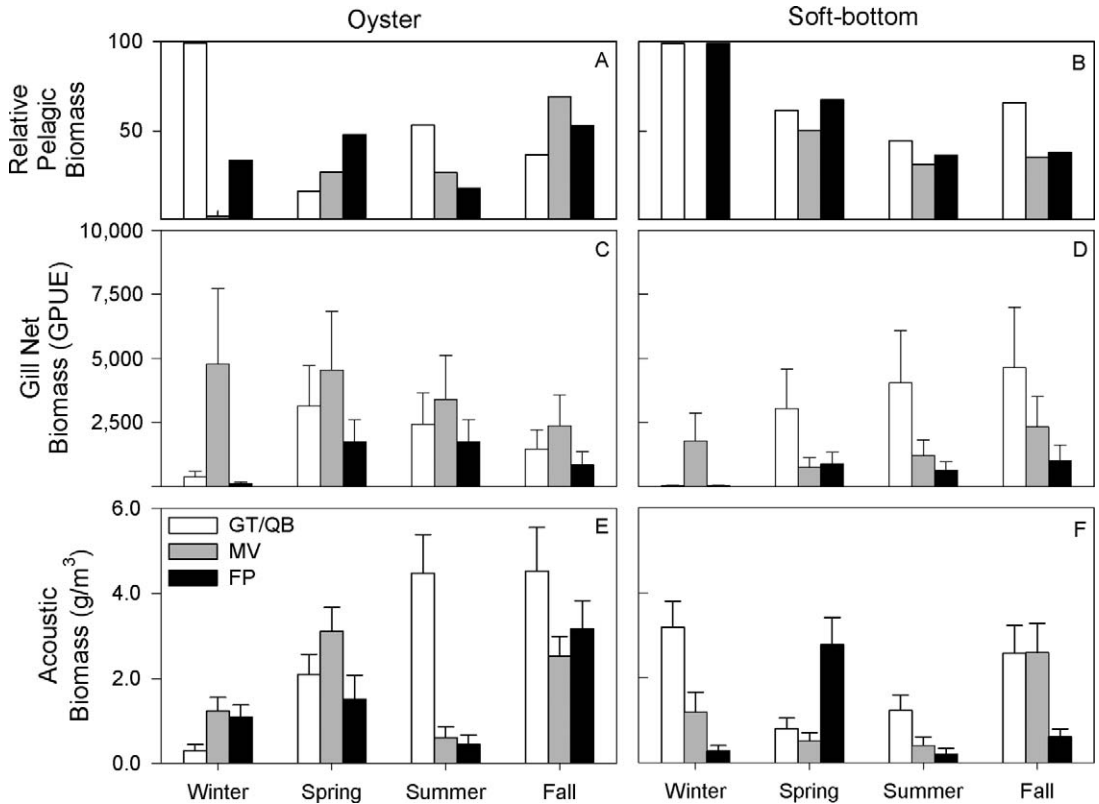 Oyster
Soft-bottom
Relative
Pelagic
Biomass
100
50
A
B
Gill Net
Biomass (GPUE)
10,000
7,500
5,000
2,500
C
D
Acoustic
Biomass (g/m³)
6.0
4.0
2.0
0.0
GT/QB
MV
FP
E
F
Winter Spring Summer Fall
Winter Spring Summer Fall